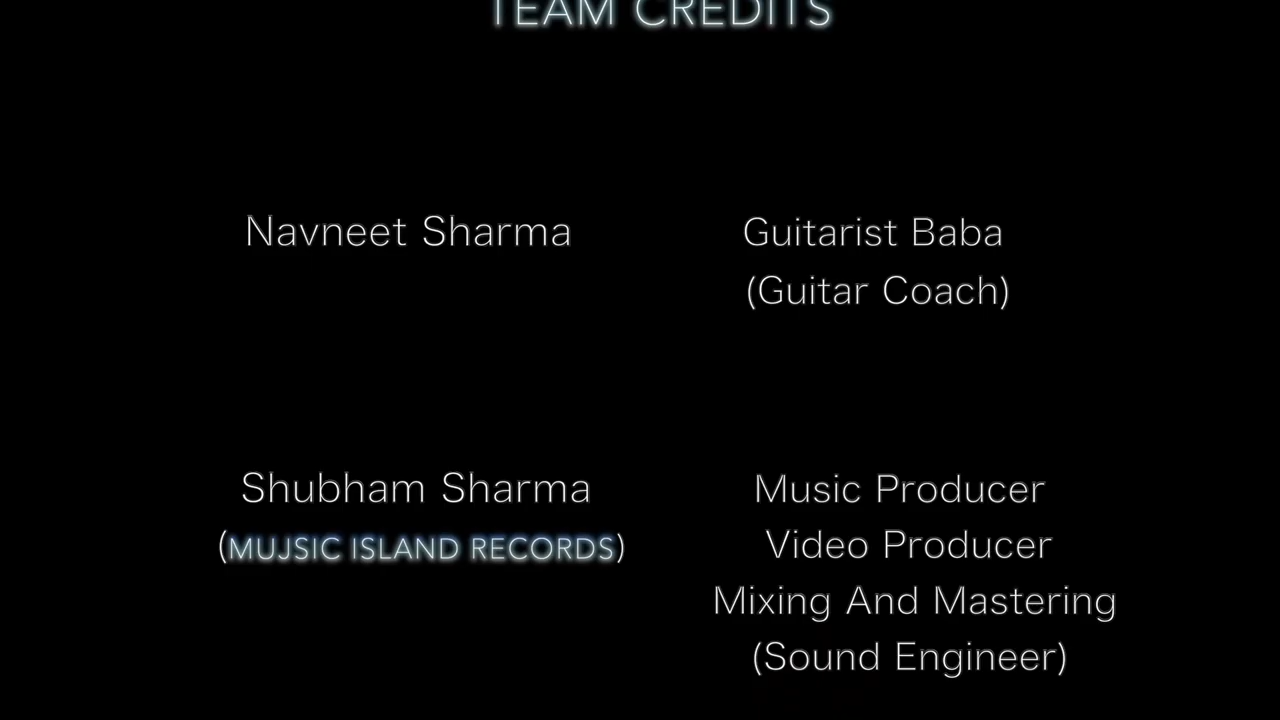 TEAM CREDITS
Navneet Sharma
Guitarist Baba
(Guitar Coach)
Shubham Sharma
(MUJSIC ISLAND RECORDS)
Music Producer
Video Producer
Mixing And Mastering
(Sound Engineer)